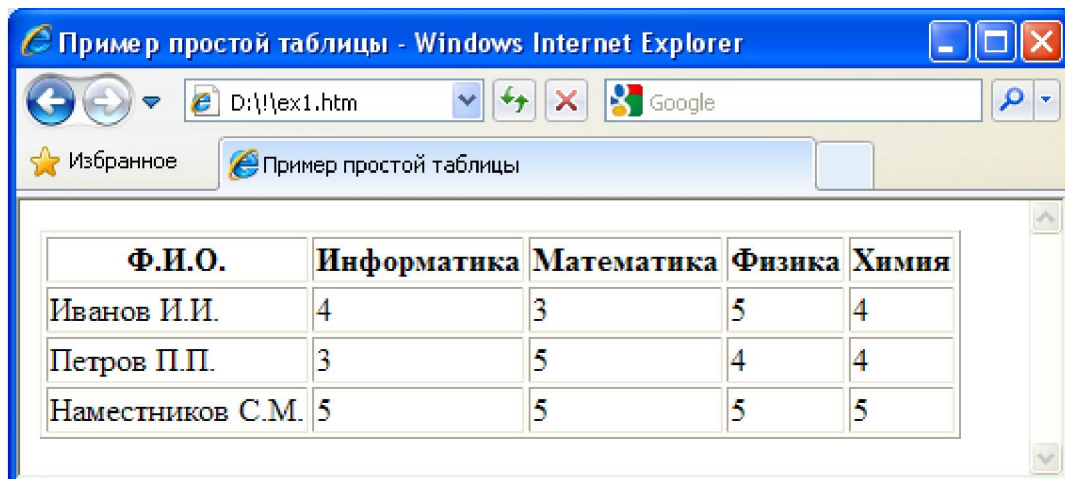 Пример простой таблицы - Windows Internet Explorer
D:\!\ex1.htm Google
Избранное Пример простой таблицы
Ф.И.О. Информатика Математика Физика Химия
Иванов И.И. 4 3 5 4
Петров П.П. 3 5 4 4
Наместников С.М. 5 5 5 5